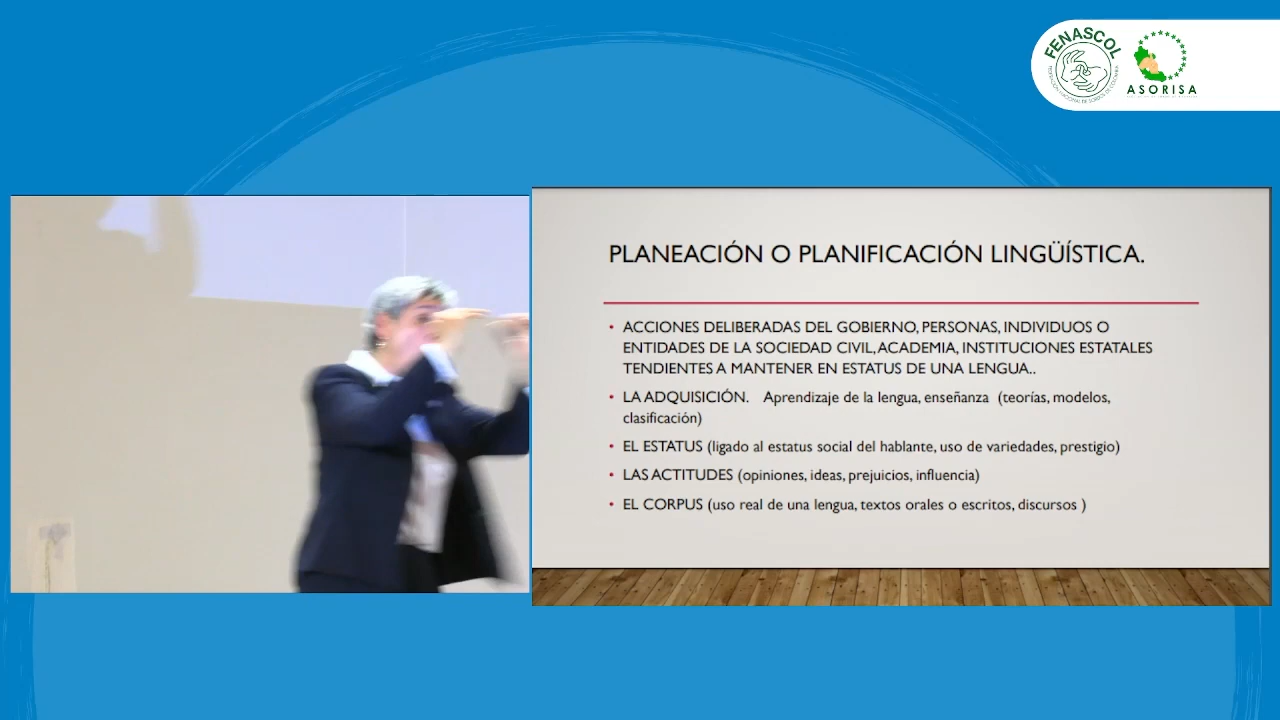 FENASCOL
ASORISA
PLANEACIÓN O PLANIFICACIÓN LINGÜÍSTICA.
• ACCIONES DELIBERADAS DEL GOBIERNO, PERSONAS, INDIVIDUOS O
ENTIDADES DE LA SOCIEDAD CIVIL, ACADEMIA, INSTITUCIONES ESTATALES
TENDIENTES A MANTENER EN ESTATUS DE UNA LENGUA..
• LA ADQUISICIÓN. Aprendizaje de la lengua, enseñanza (teorías, modelos,
clasificación)
• EL ESTATUS (ligado al estatus social del hablante, uso de variedades, prestigio)
• LAS ACTITUDES (opiniones, ideas, prejuicios, influencia)
• EL CORPUS (uso real de una lengua, textos orales o escritos, discursos )